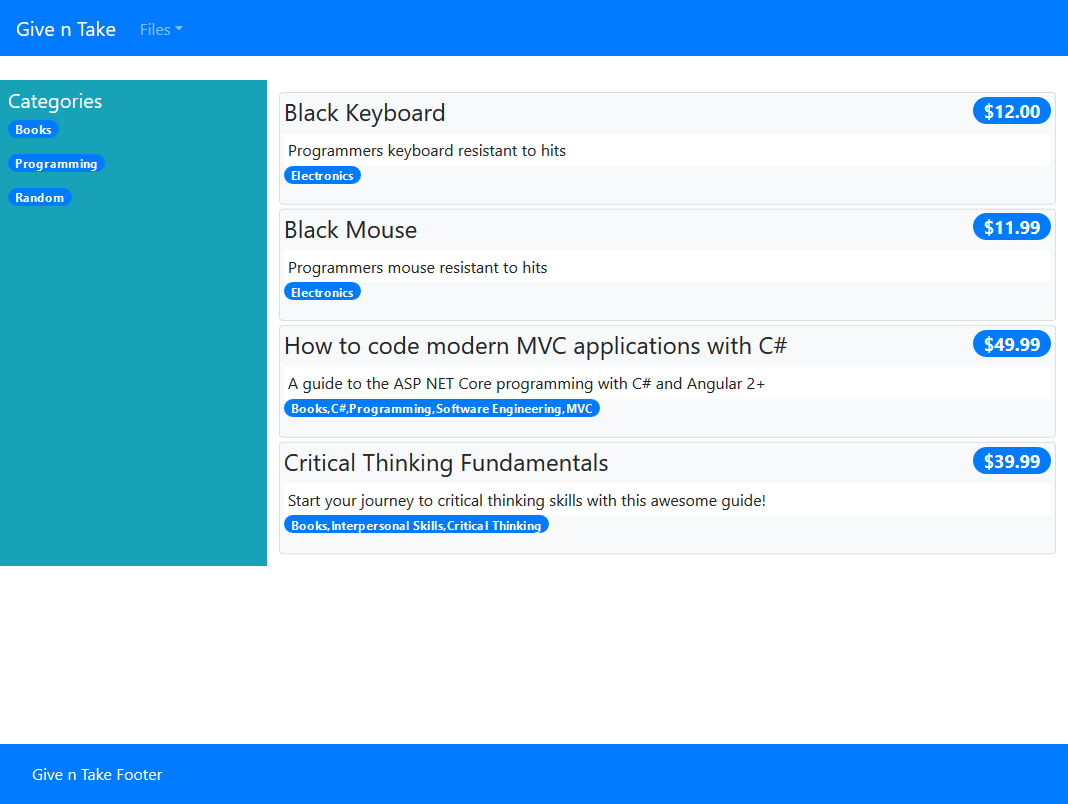 Give n Take Files
Categories
Books
Programming
Random
Black Keyboard $12.00
Programmers keyboard resistant to hits
Electronics
Black Mouse $11.99
Programmers mouse resistant to hits
Electronics
How to code modern MVC applications with C# $49.99
A guide to the ASP NET Core programming with C# and Angular 2+
Books,C#,Programming,Software Engineering,MVC
Critical Thinking Fundamentals $39.99
Start your journey to critical thinking skills with this awesome guide!
Books,Interpersonal Skills,Critical Thinking
Give n Take Footer